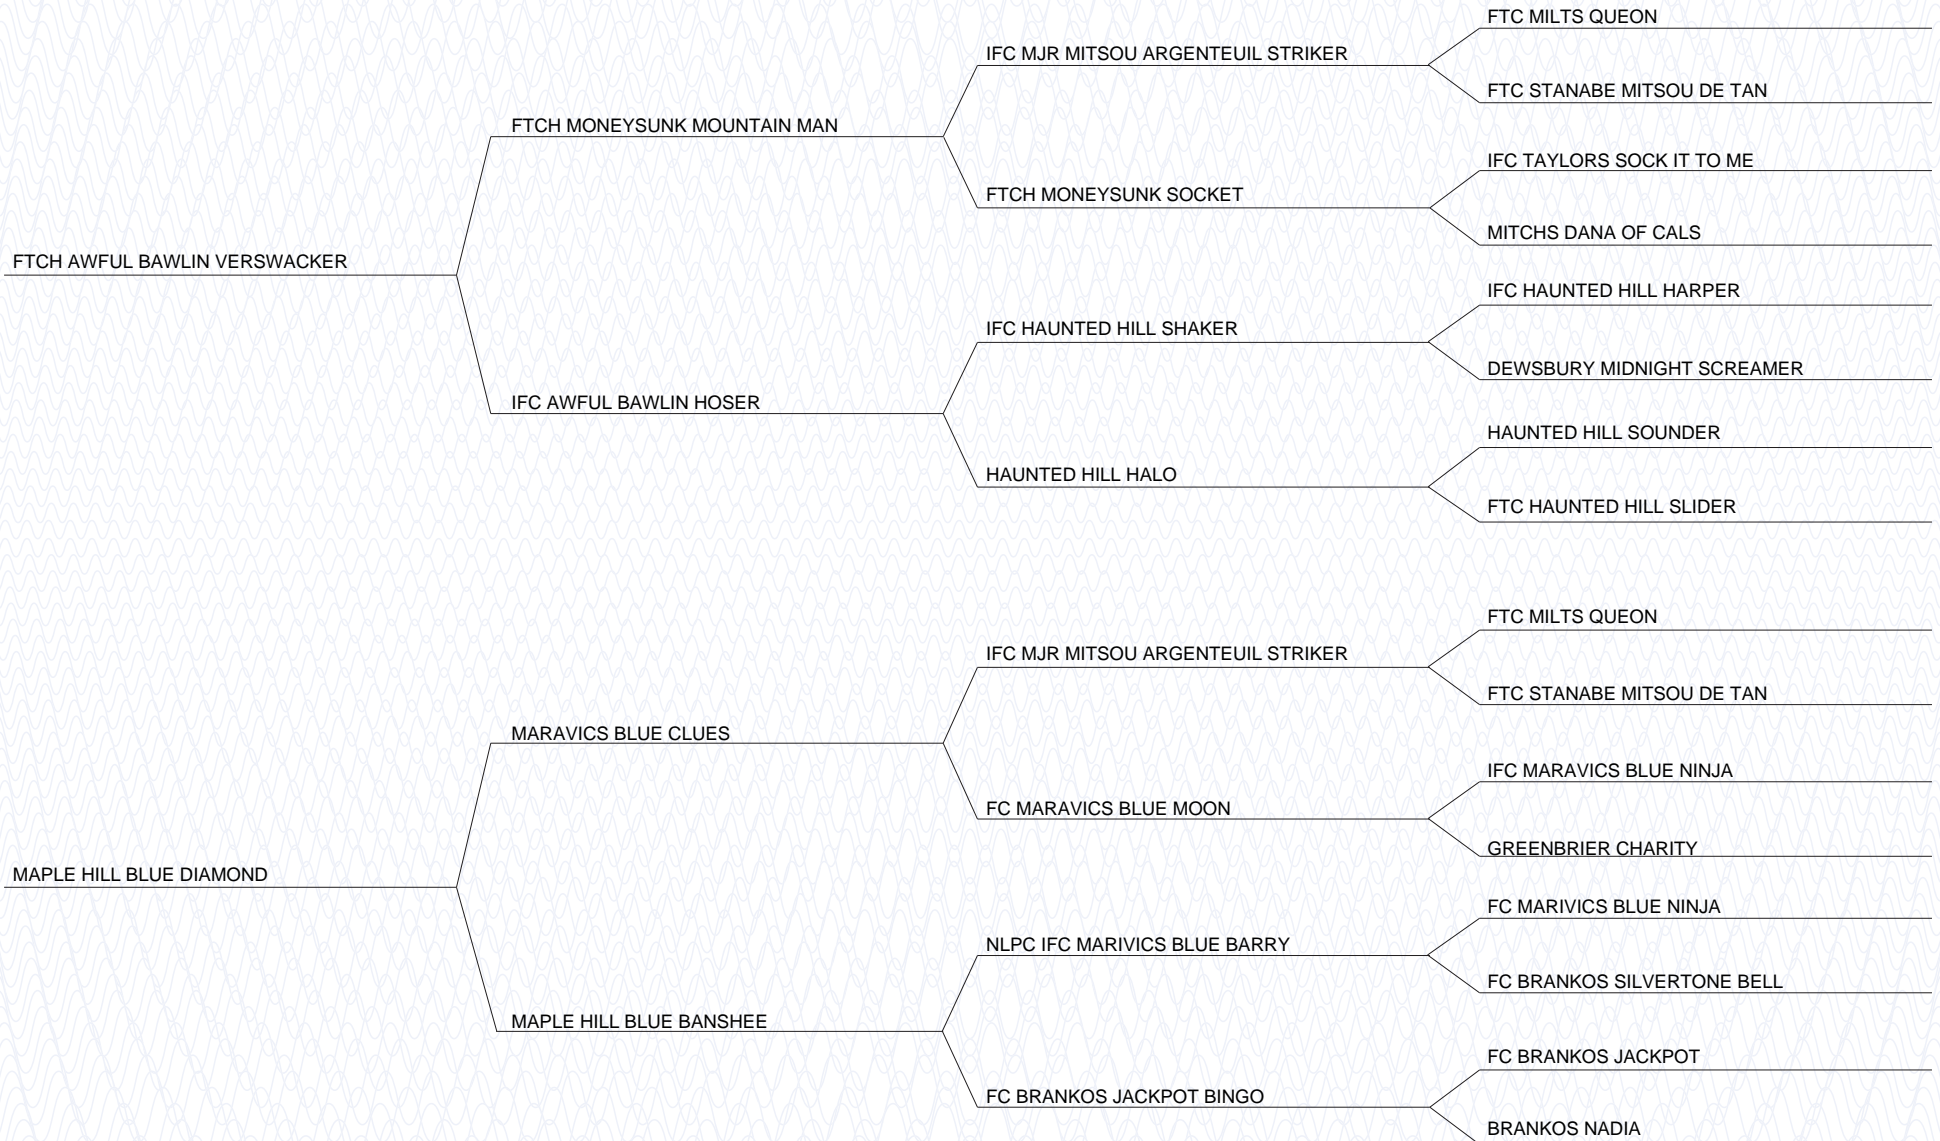 FTCH AWFUL BAWLIN VERSWACKER
FTCH MONEYSUNK MOUNTAIN MAN
IFC MJR MITSOU ARGENTEUIL STRIKER
FTC MILTS QUEON
FTC STANABE MITSOU DE TAN
FTCH MONEYSUNK SOCKET
IFC TAYLORS SOCK IT TO ME
MITCHS DANA OF CALS
IFC AWFUL BAWLIN HOSER
IFC HAUNTED HILL SHAKER
IFC HAUNTED HILL HARPER
DEWSBURY MIDNIGHT SCREAMER
HAUNTED HILL HALO
HAUNTED HILL SOUNDER
FTC HAUNTED HILL SLIDER
MAPLE HILL BLUE DIAMOND
MARAVICS BLUE CLUES
IFC MJR MITSOU ARGENTEUIL STRIKER
FTC MILTS QUEON
FTC STANABE MITSOU DE TAN
FC MARAVICS BLUE MOON
IFC MARAVICS BLUE NINJA
GREENBRIER CHARITY
MAPLE HILL BLUE BANSHEE
NLPC IFC MARIVICS BLUE BARRY
FC MARIVICS BLUE NINJA
FC BRANKOS SILVERTONE BELL
FC BRANKOS JACKPOT BINGO
FC BRANKOS JACKPOT
BRANKOS NADIA